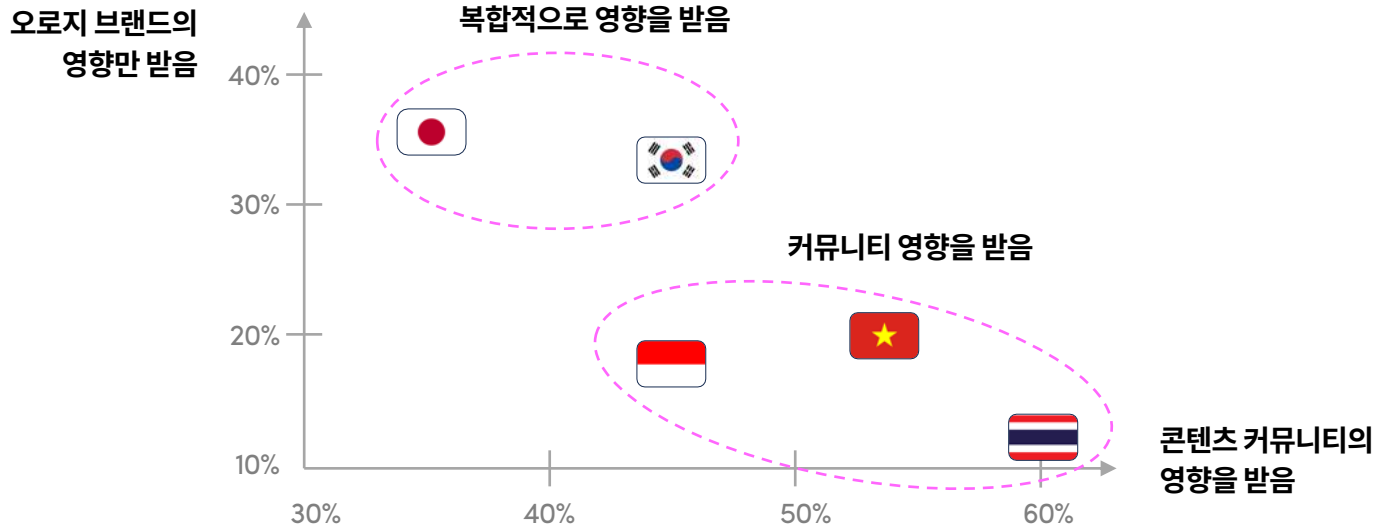 오로지 브랜드의
영향만 받음
복합적으로 영향을 받음
40%
30%
커뮤니티 영향을 받음
20%
10%
콘텐츠 커뮤니티의
영향을 받음
30%
40%
50%
60%